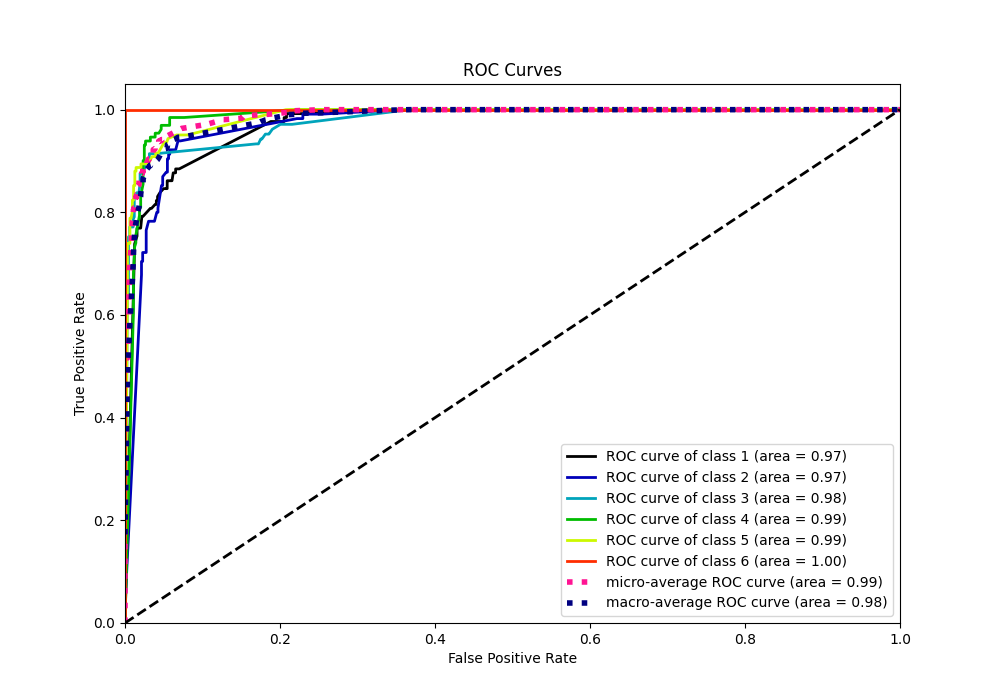 ROC Curves
1.0
0.8
0.6
0.4
0.2
0.0
True Positive Rate
ROC curve of class 1 (area = 0.97)
ROC curve of class 2 (area = 0.97)
ROC curve of class 3 (area = 0.98)
ROC curve of class 4 (area = 0.99)
ROC curve of class 5 (area = 0.99)
ROC curve of class 6 (area = 1.00)
micro-average ROC curve (area = 0.99)
macro-average ROC curve (area = 0.98)
0.0 0.2 0.4 0.6 0.8 1.0
False Positive Rate